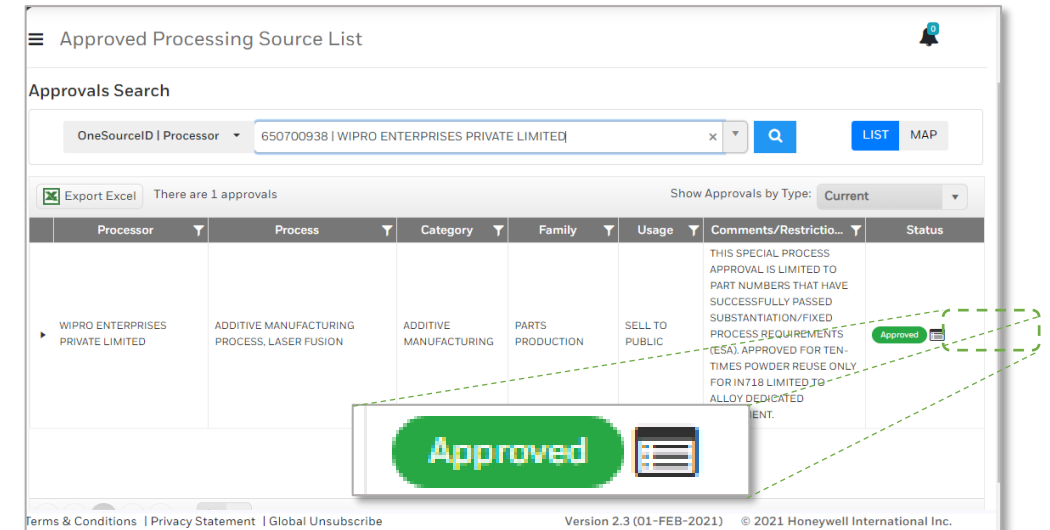 Approved Processing Source List
0
Approvals Search
OneSourceID | Processor
650700938 | WIPRO ENTERPRISES PRIVATE LIMITED
×
LIST
MAP
Export Excel
There are 1 approvals
Show Approvals by Type:
Current
Processor
Process
Category
Family
Usage
Comments/Restrictio...
Status
WIPRO ENTERPRISES
PRIVATE LIMITED
ADDITIVE MANUFACTURING
PROCESS, LASER FUSION
ADDITIVE
MANUFACTURING
PARTS
PRODUCTION
SELL TO
PUBLIC
THIS SPECIAL PROCESS
APPROVAL IS LIMITED TO
PART NUMBERS THAT HAVE
SUCCESSFULLY PASSED
SUBSTANTIATION/FIXED
PROCESS REQUIREMENTS
(ESA). APPROVED FOR TEN-
TIMES POWDER REUSE ONLY
FOR IN718 LIMITED TO
ALLOY DEDICATED
Approved
Approved
Terms & Conditions | Privacy Statement | Global Unsubscribe
Version 2.3 (01-FEB-2021) © 2021 Honeywell International Inc.